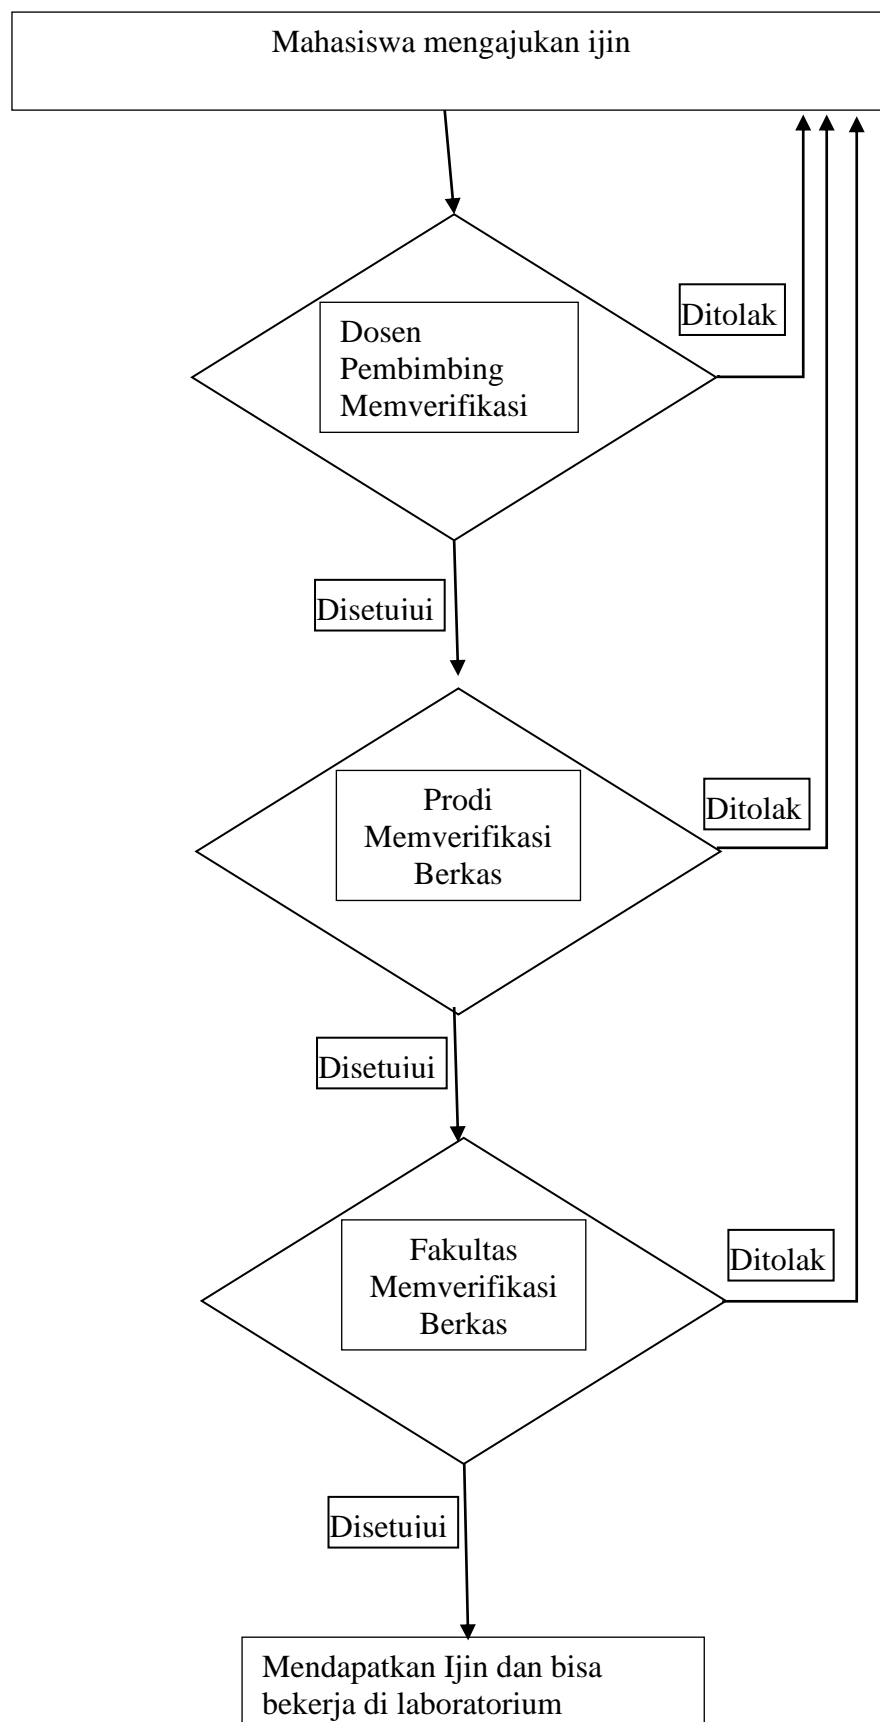 Mahasiswa mengajukan ijin
Ditolak
Dosen
Pembimbing
Memverifikasi
Disetujui
Prodi
Memverifikasi
Berkas
Ditolak
Disetujui
Fakultas
Memverifikasi
Berkas
Ditolak
Disetujui
Mendapatkan Ijin dan bisa
bekerja di laboratorium